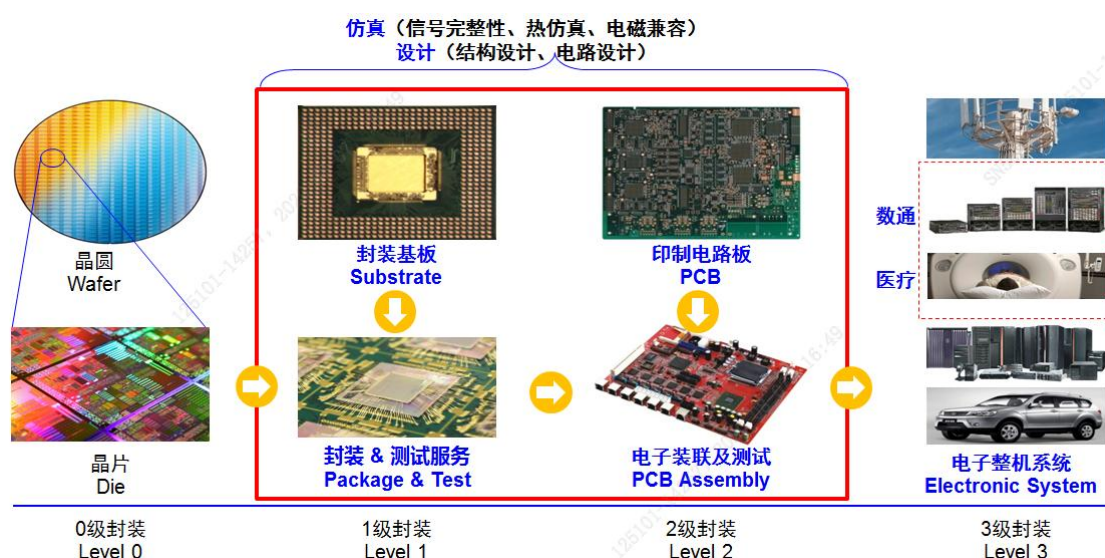 仿真（信号完整性、热仿真、电磁兼容）
设计（结构设计、电路设计）
晶圆
Wafer
封装基板
Substrate
印制电路板
PCB
数通
医疗
晶片
Die
封装 & 测试服务
Package & Test
电子装联及测试
PCB Assembly
电子整机系统
Electronic System
0级封装
Level 0
1级封装
Level 1
2级封装
Level 2
3级封装
Level 3